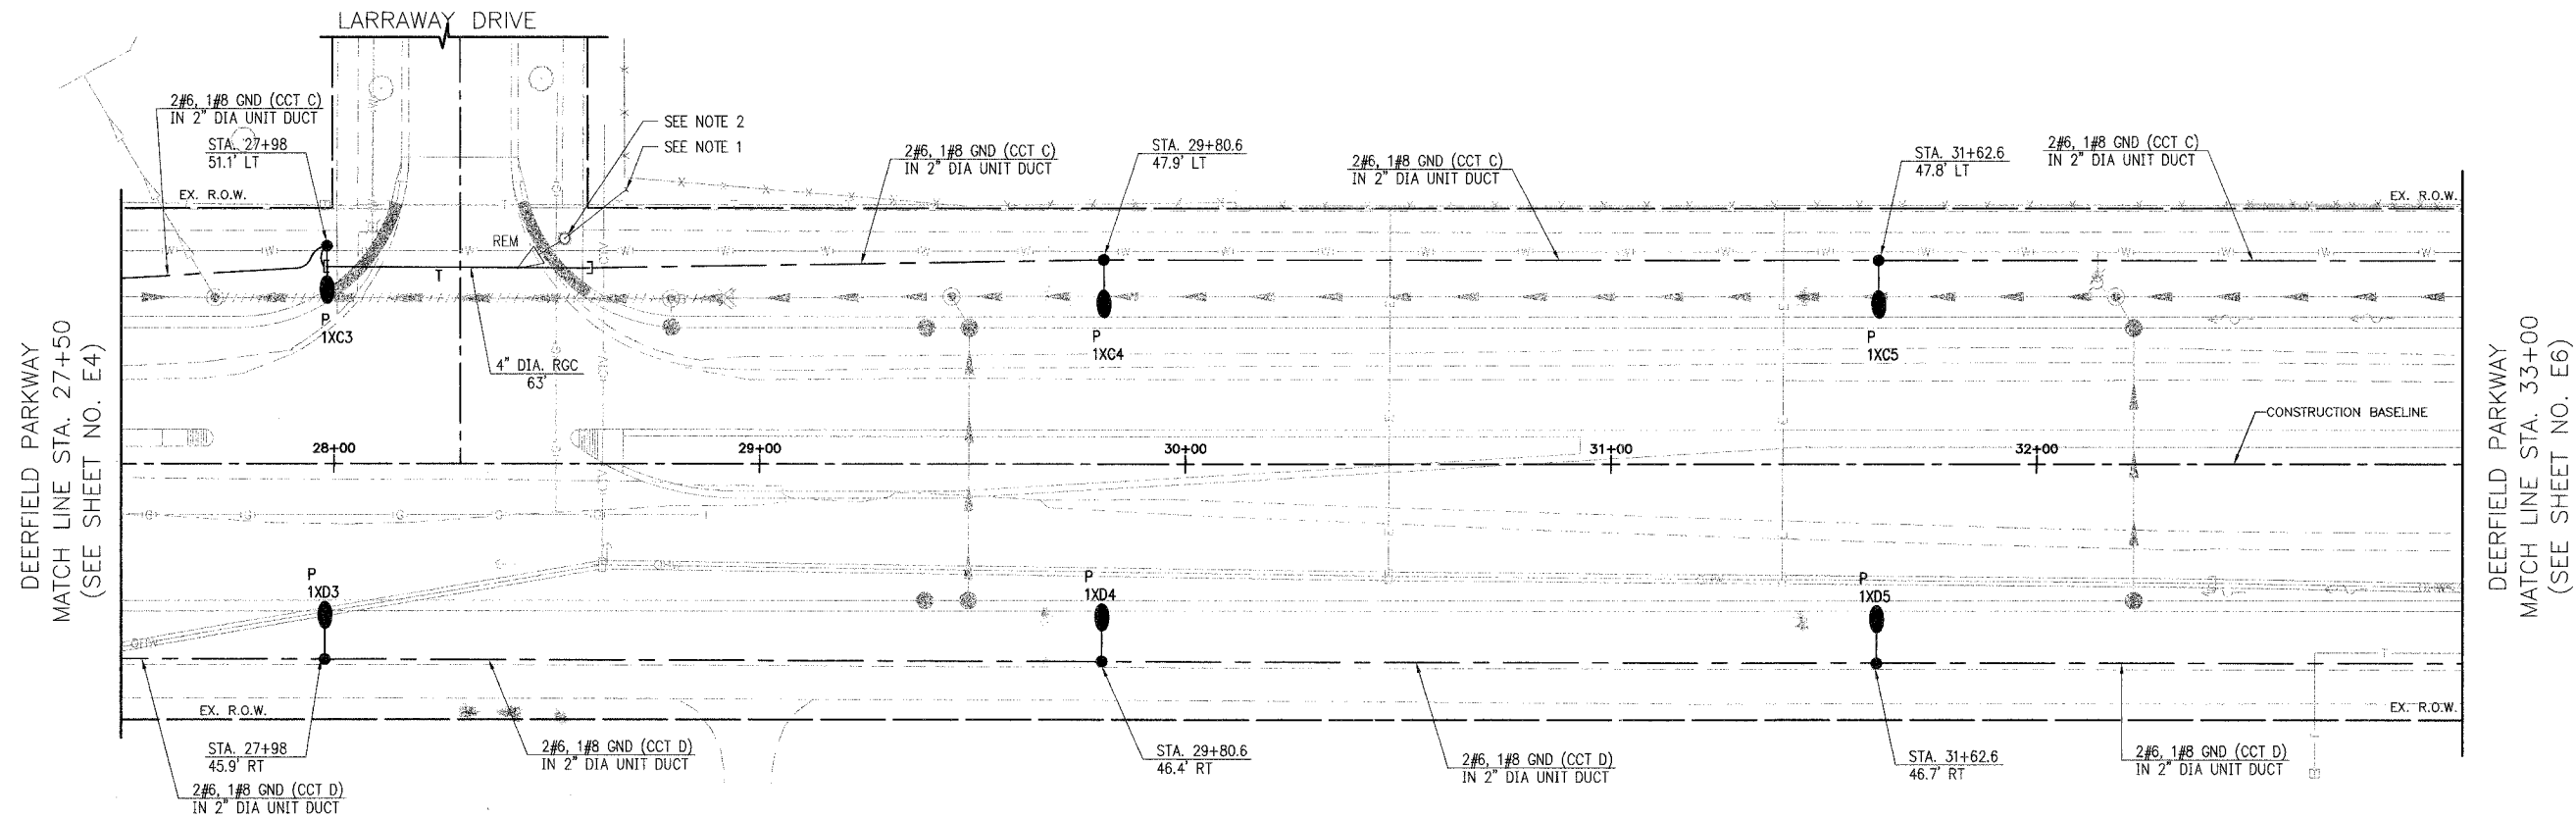 LARRAWAY DRIVE
2#6, 1#8 GND (CCT C)
IN 2" DIA UNIT DUCT
STA. 27+98
51.1' LT
SEE NOTE 2
SEE NOTE 1
2#6, 1#8 GND (CCT C)
IN 2" DIA UNIT DUCT
STA. 29+80.6
47.9' LT
2#6, 1#8 GND (CCT C)
IN 2" DIA UNIT DUCT
STA. 31+62.6
47.8' LT
2#6, 1#8 GND (CCT C)
IN 2" DIA UNIT DUCT
EX. R.O.W.
EX. R.O.W.
REM
T
P
1XC3
4" DIA. RGC
63'
P
1XC4
P
1XC5
DEERFIELD PARKWAY
MATCH LINE STA. 27+50
(SEE SHEET NO. E4)
DEERFIELD PARKWAY
MATCH LINE STA. 33+00
(SEE SHEET NO. E6)
CONSTRUCTION BASELINE
28+00
29+00
30+00
31+00
32+00
P
1XD3
P
1XD4
P
1XD5
OHW
EX. R.O.W.
EX. R.O.W.
STA. 27+98
45.9' RT
2#6, 1#8 GND (CCT D)
IN 2" DIA UNIT DUCT
2#6, 1#8 GND (CCT D)
IN 2" DIA UNIT DUCT
STA. 29+80.6
46.4' RT
2#6, 1#8 GND (CCT D)
IN 2" DIA UNIT DUCT
STA. 31+62.6
46.7' RT
2#6, 1#8 GND (CCT D)
IN 2" DIA UNIT DUCT